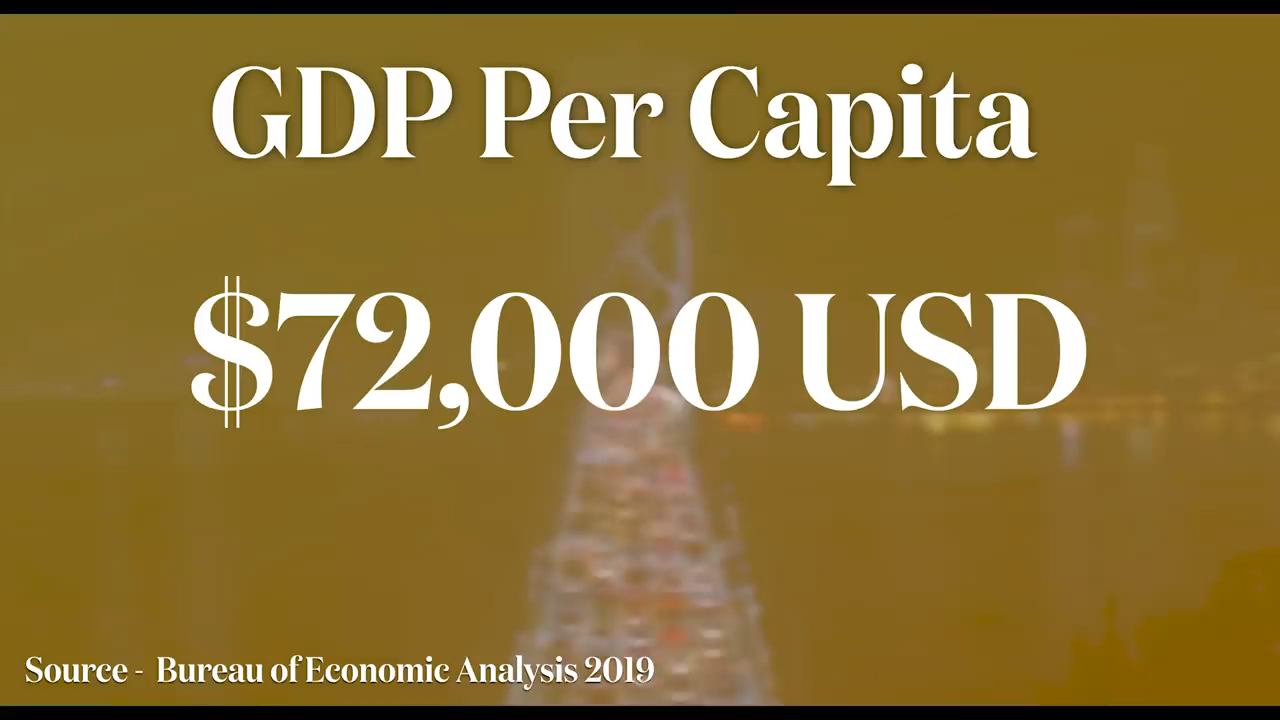 GDP Per Capita
$72,000 USD
Source - Bureau of Economic Analysis 2019